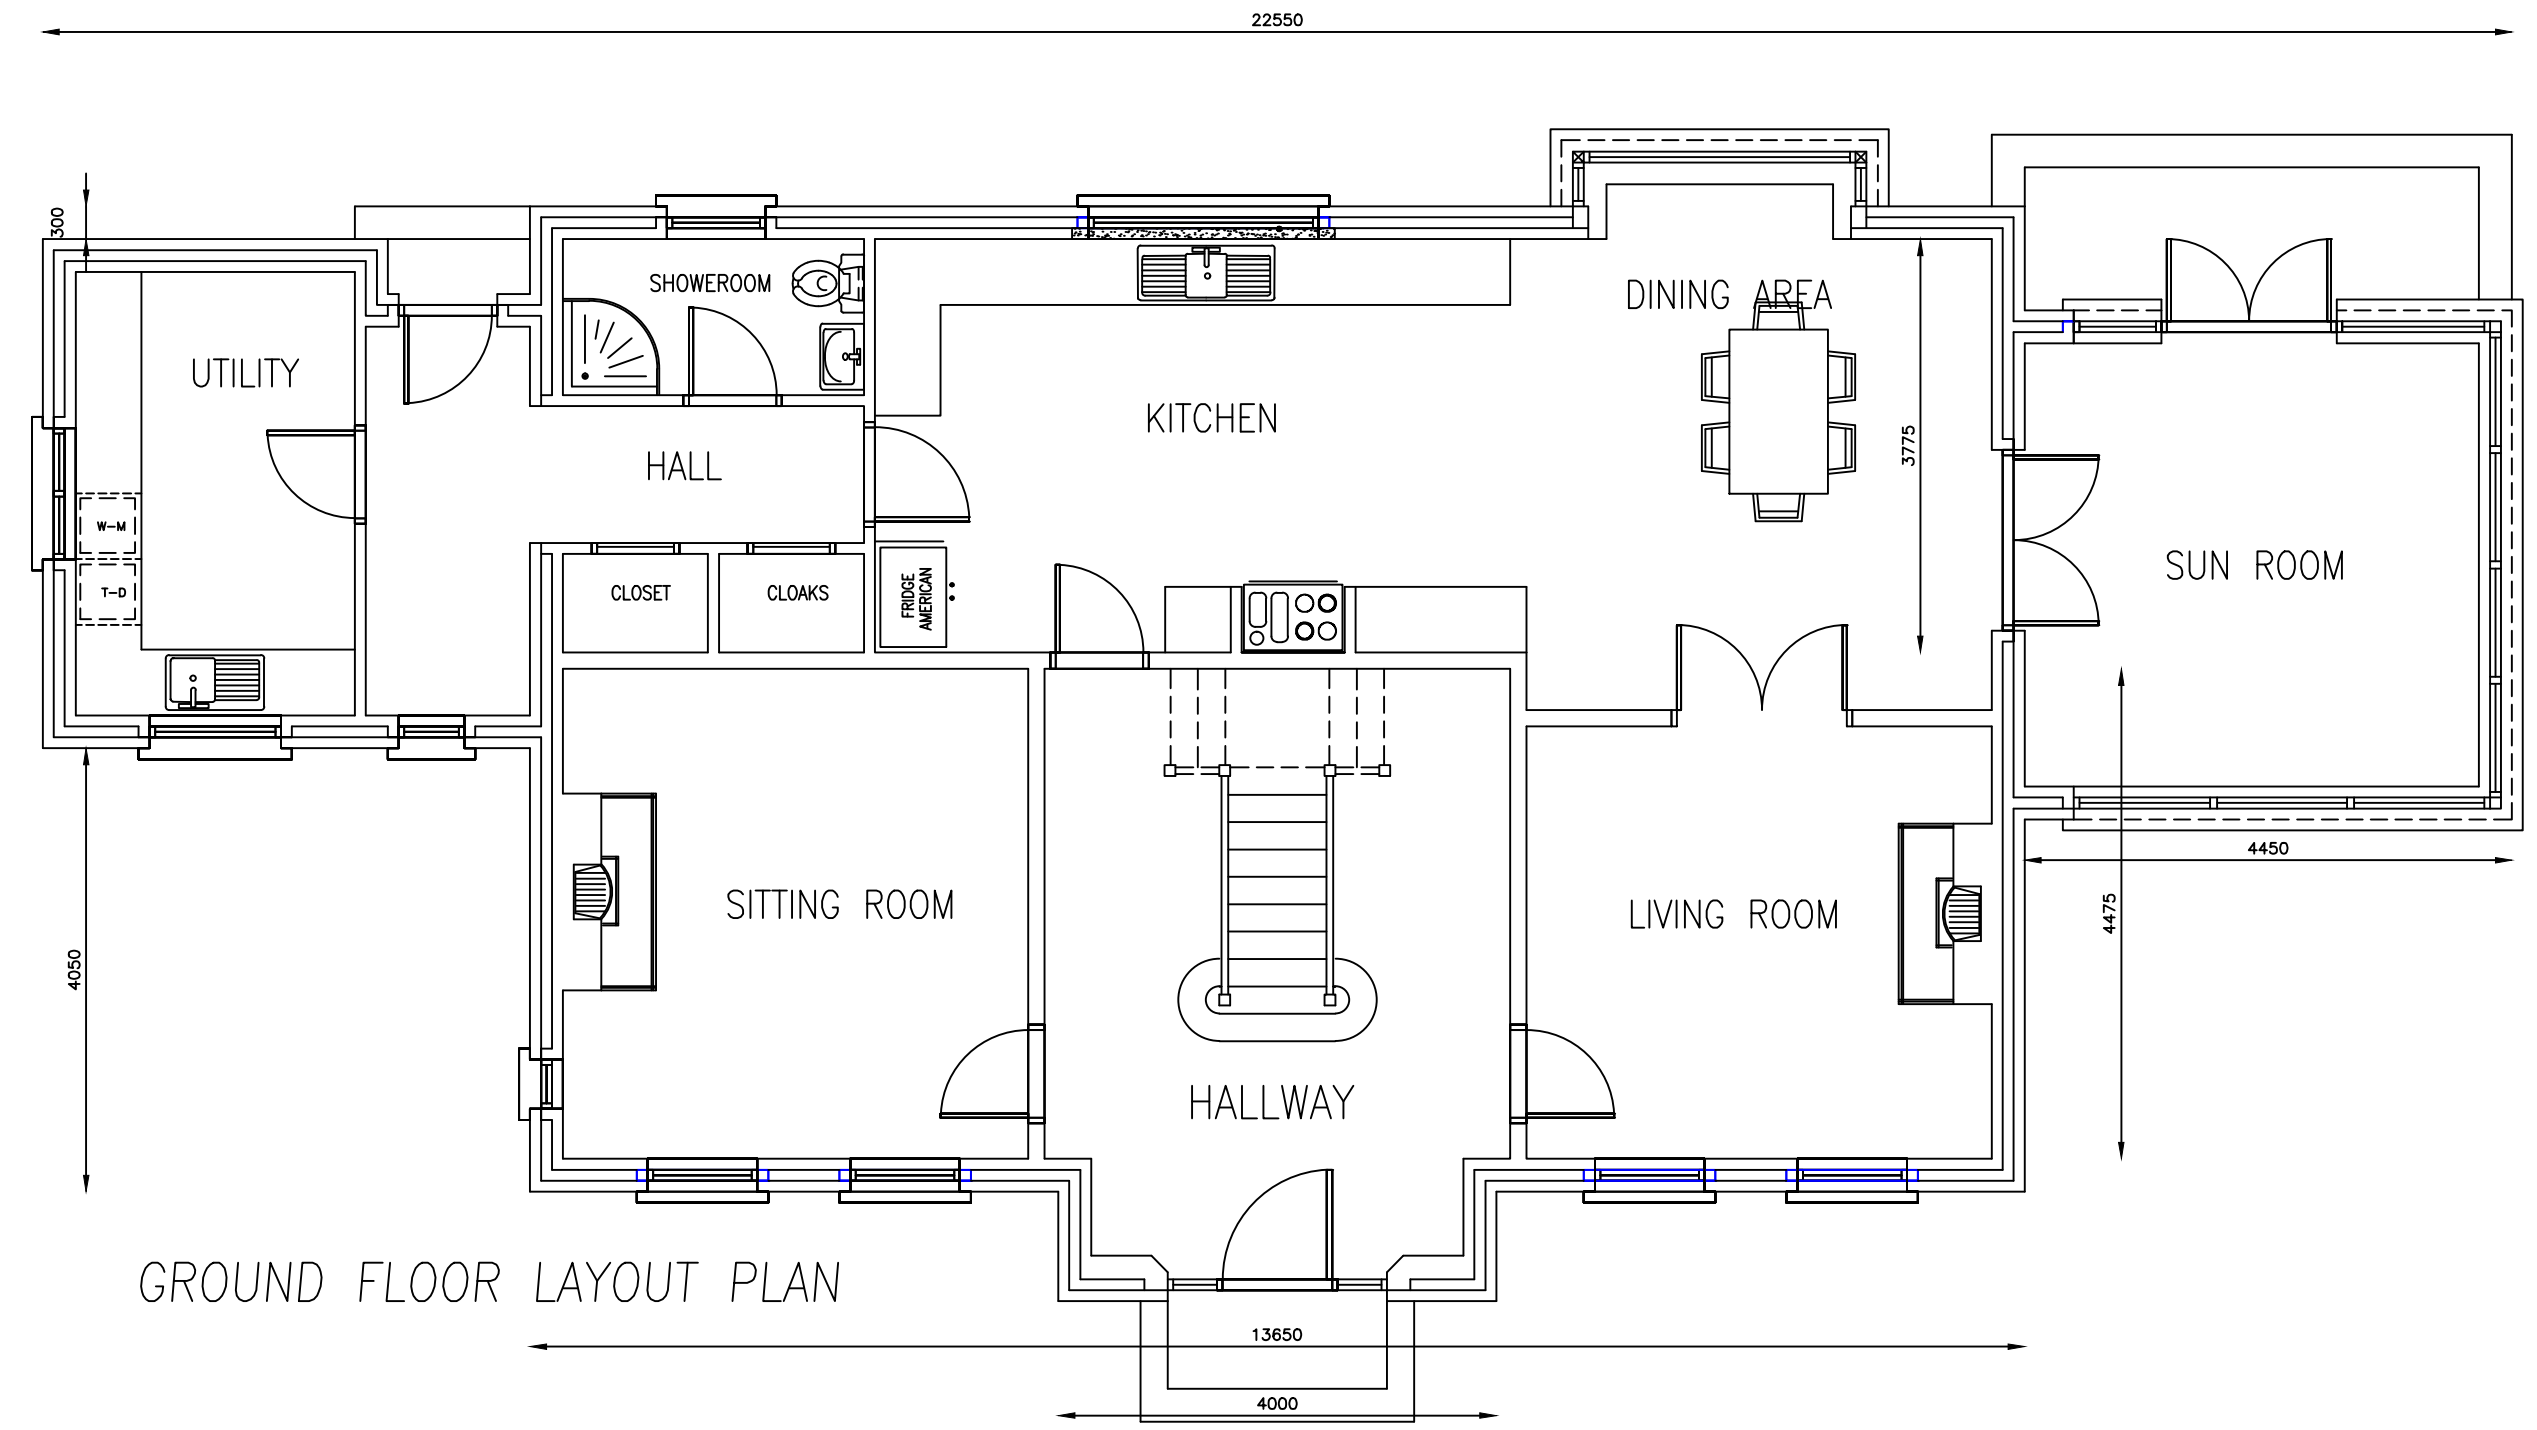 22550
300
SHOWEROOM
DINING AREA
UTILITY
KITCHEN
3775
HALL
W-M
SUN ROOM
T-D
CLOSET
CLOAKS
FRIDGE
AMERICAN
4450
SITTING ROOM
LIVING ROOM
4475
4050
HALLWAY
GROUND FLOOR LAYOUT PLAN
13650
4000